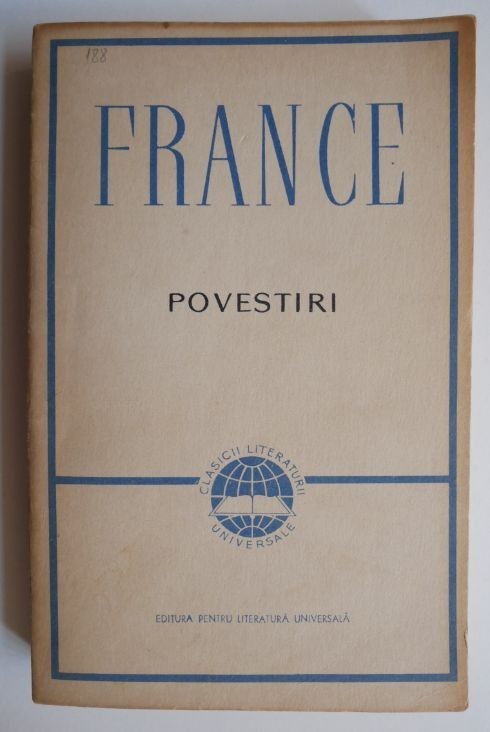 188
FRANCE
POVESTIRI
CLASICII LITERATURII
UNIVERSALE
EDITURA PENTRU LITERATURĂ UNIVERSALĂ